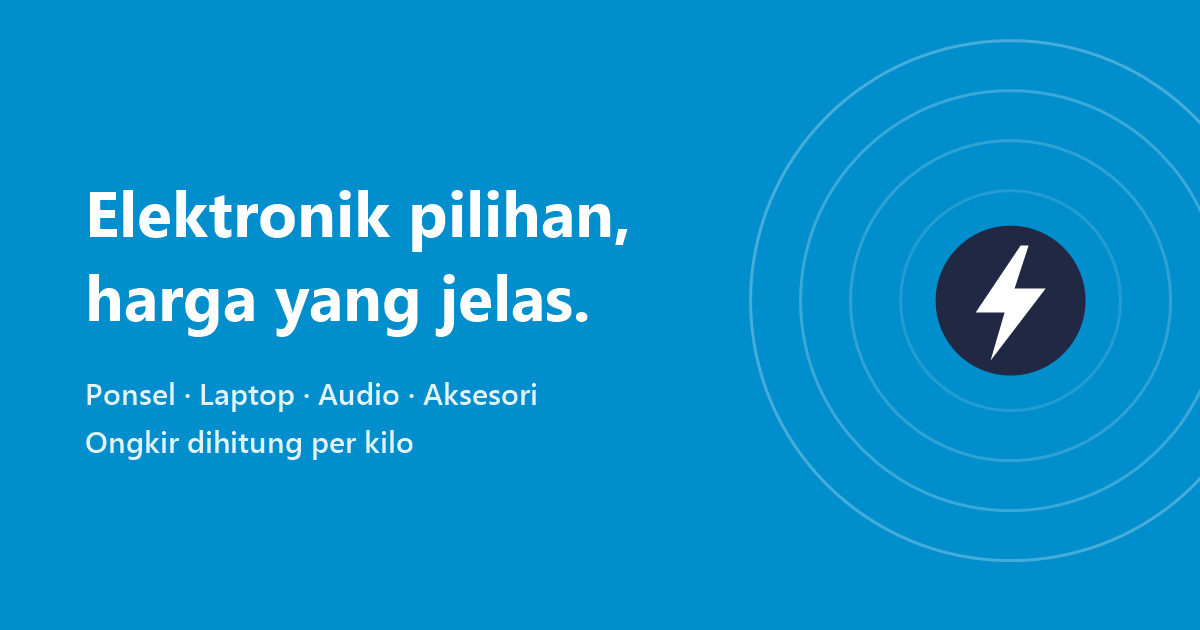 Elektronik pilihan,
harga yang jelas.
Ponsel · Laptop · Audio · Aksesori
Ongkir dihitung per kilo